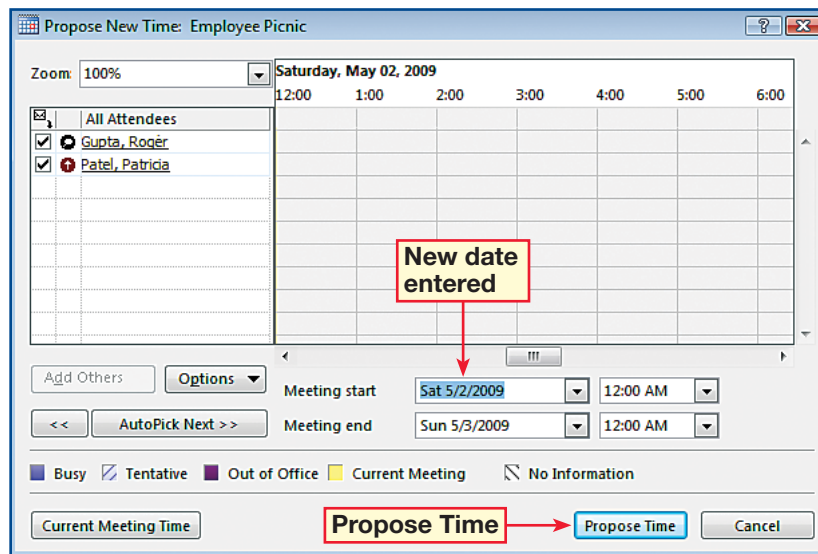 Propose New Time: Employee Picnic
?
Zoom: 100%
Saturday, May 02, 2009
12:00 1:00 2:00 3:00 4:00 5:00 6:00
All Attendees
Gupta, Roger
Patel, Patricia
New date
entered
Add Others Options
Meeting start Sat 5/2/2009 12:00 AM
<< AutoPick Next >>
Meeting end Sun 5/3/2009 12:00 AM
Busy Tentative Out of Office Current Meeting No Information
Current Meeting Time
Propose Time
Propose Time
Cancel